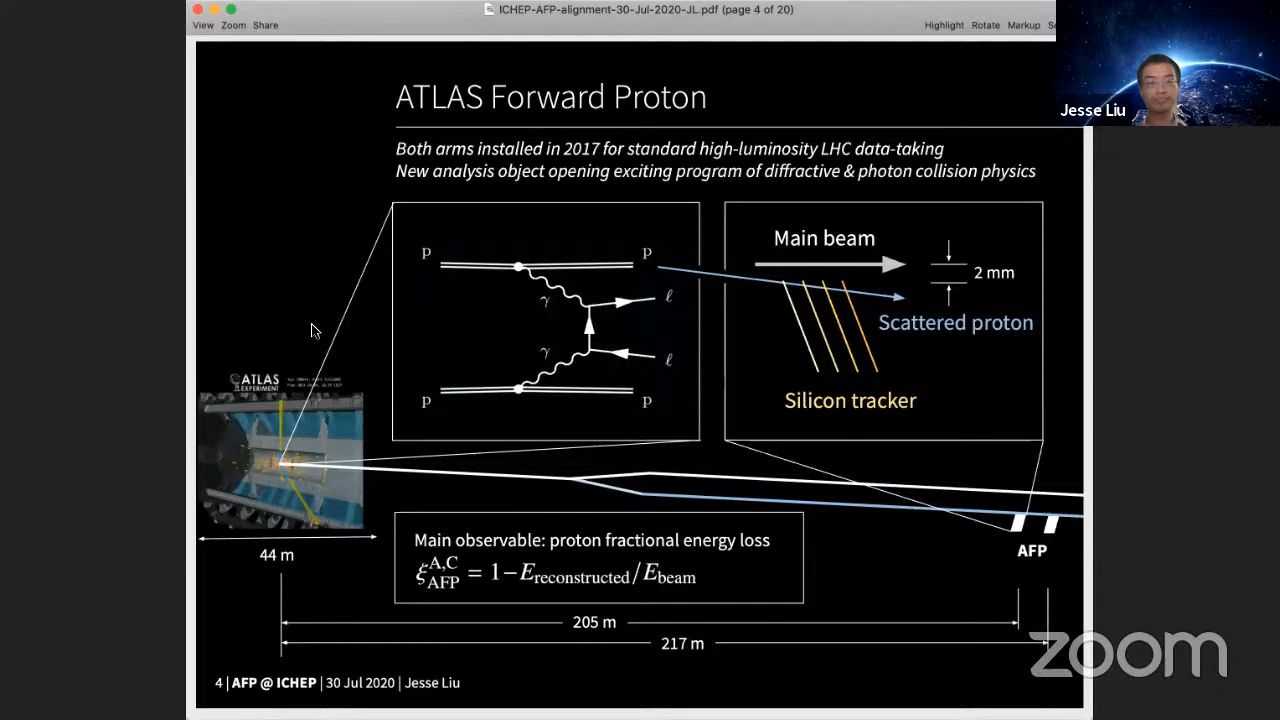 ICHEP-AFP-alignment-30-Jul-2020-JL.pdf (page 4 of 20)
View Zoom Share
Highlight Rotate Markup
Jesse Liu
ATLAS Forward Proton
Both arms installed in 2017 for standard high-luminosity LHC data-taking
New analysis object opening exciting program of diffractive & photon collision physics
p
p
γ
ℓ
γ
ℓ
p
p
Main beam
2 mm
Scattered proton
Silicon tracker
ATLAS
EXPERIMENT
44 m
Main observable: proton fractional energy loss
ξ^{A,C}_{AFP} = 1 − E_{reconstructed}/E_{beam}
AFP
205 m
217 m
4 | AFP @ ICHEP | 30 Jul 2020 | Jesse Liu
zoom